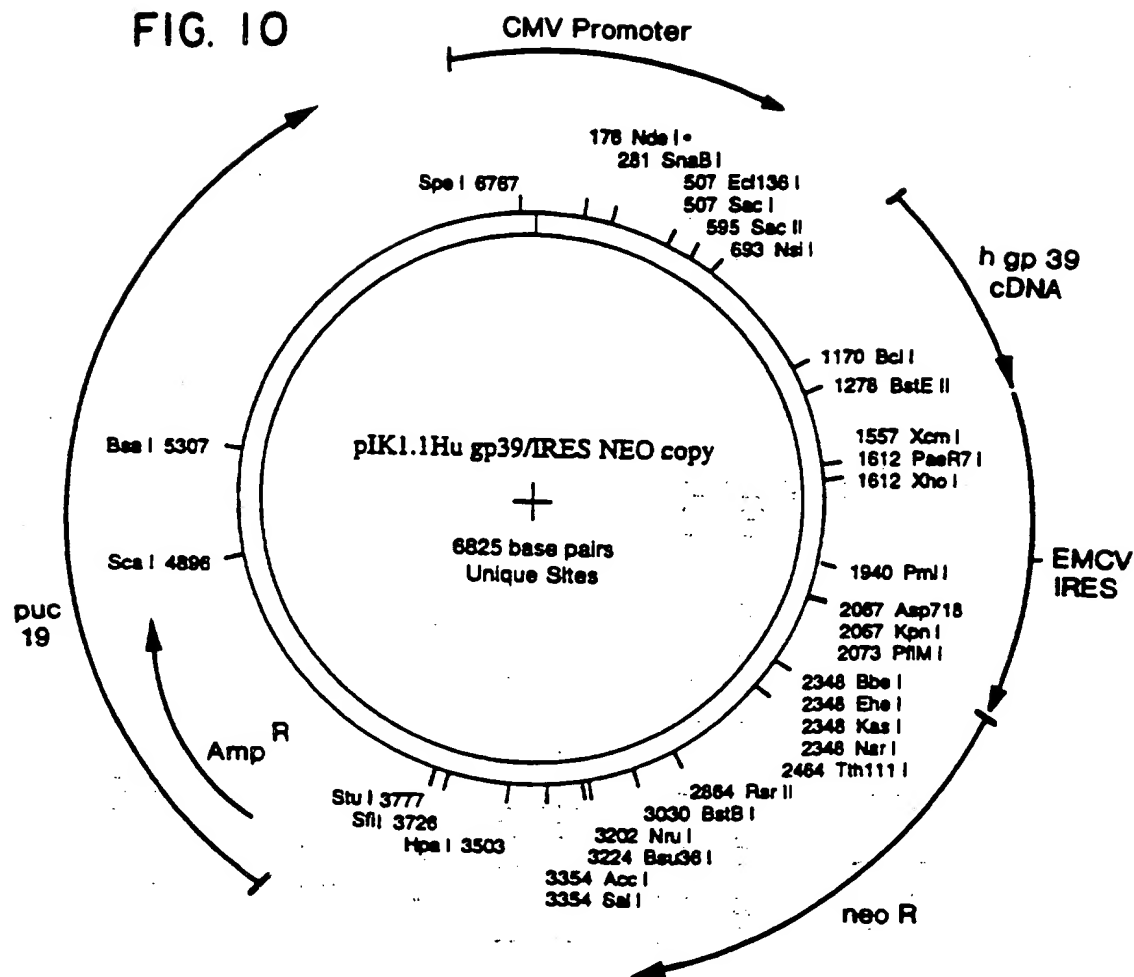 FIG. 10
CMV Promoter
176 Nde I
281 SnaB I
507 Ecl136 I
507 Sac I
595 Sac II
693 Nsi I
Spe I 6767
h gp 39
cDNA
1170 Bcl I
1278 BstE II
1557 Xcm I
1612 PaeR7 I
1612 Xho I
Bsa I 5307
pIK1.1Hu gp39/IRES NEO copy
6825 base pairs
Unique Sites
Sca I 4896
1940 Pml I
EMCV
IRES
2067 Asp718
2067 Kpn I
2073 PflM I
puc
19
2348 Bbe I
2348 Ehe I
2348 Kas I
2348 Nar I
2464 Tth111 I
Amp R
Stu I 3777
Sfi I 3726
Hpa I 3503
2864 Rsr II
3030 BstB I
3202 Nru I
3224 Bsu36 I
3354 Acc I
3354 Sal I
neo R